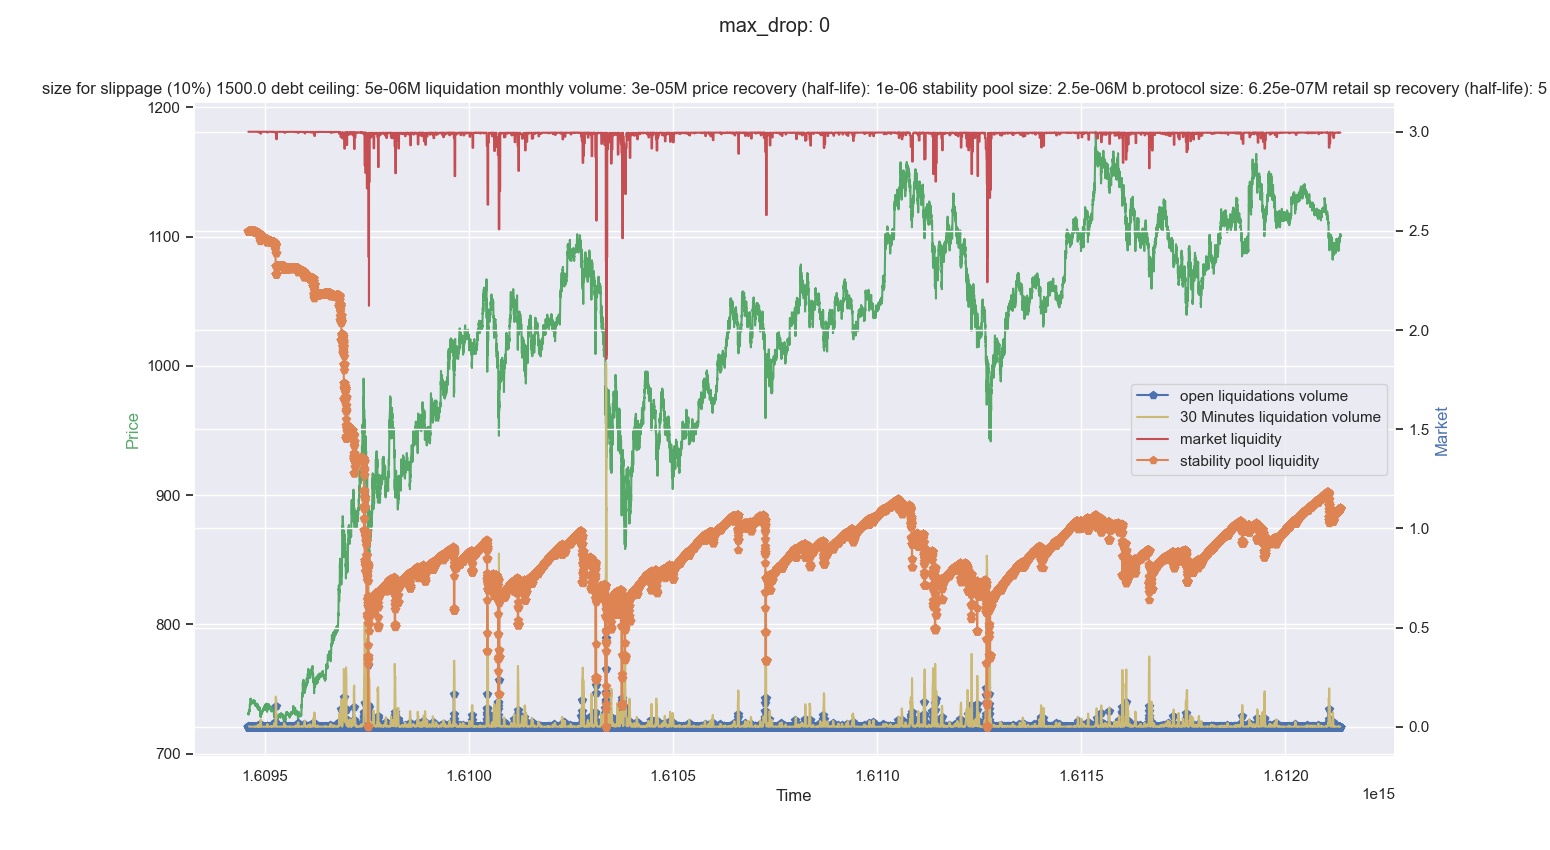 max_drop: 0
size for slippage (10%) 1500.0 debt ceiling: 5e-06M liquidation monthly volume: 3e-05M price recovery (half-life): 1e-06 stability pool size: 2.5e-06M b.protocol size: 6.25e-07M retail sp recovery (half-life): 5
1200
1100
1000
900
800
700
Price
3.0
2.5
2.0
1.5
1.0
0.5
0.0
Market
open liquidations volume
30 Minutes liquidation volume
market liquidity
stability pool liquidity
1.6095 1.6100 1.6105 1.6110 1.6115 1.6120
Time
1e15